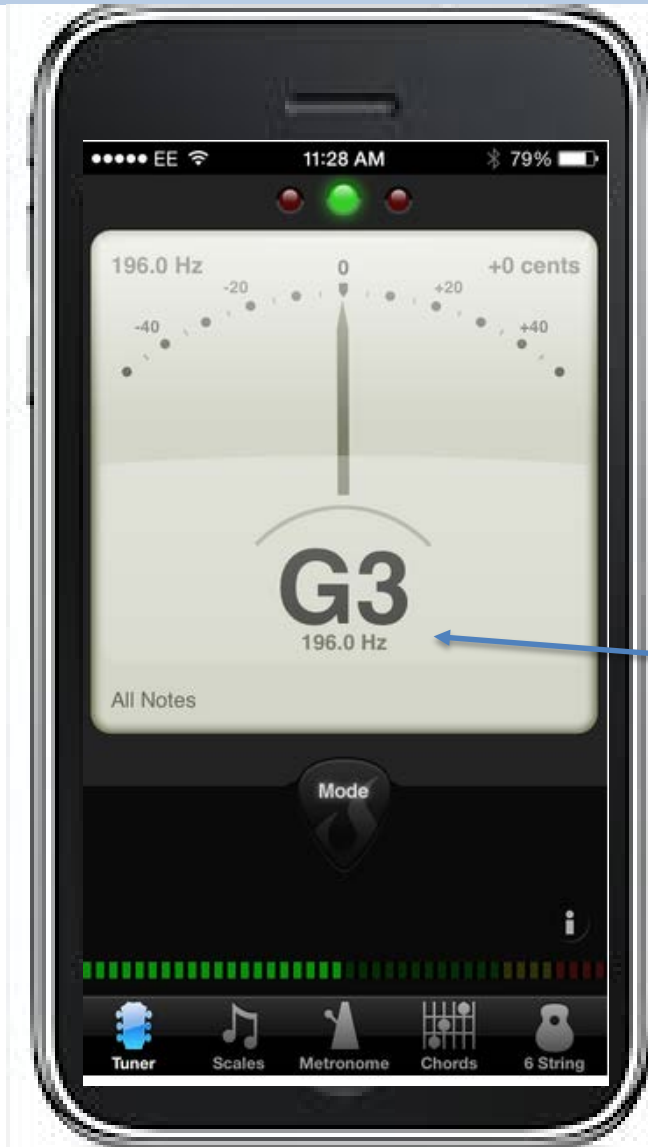 EE 11:28 AM 79%
196.0 Hz 0 +0 cents
-20 +20
-40 +40
G3
196.0 Hz
All Notes
Mode
i
Tuner Scales Metronome Chords 6 String